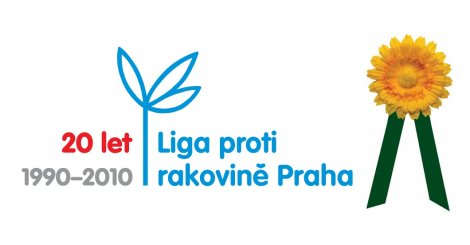 20 let
1990–2010
Liga proti
rakovině Praha